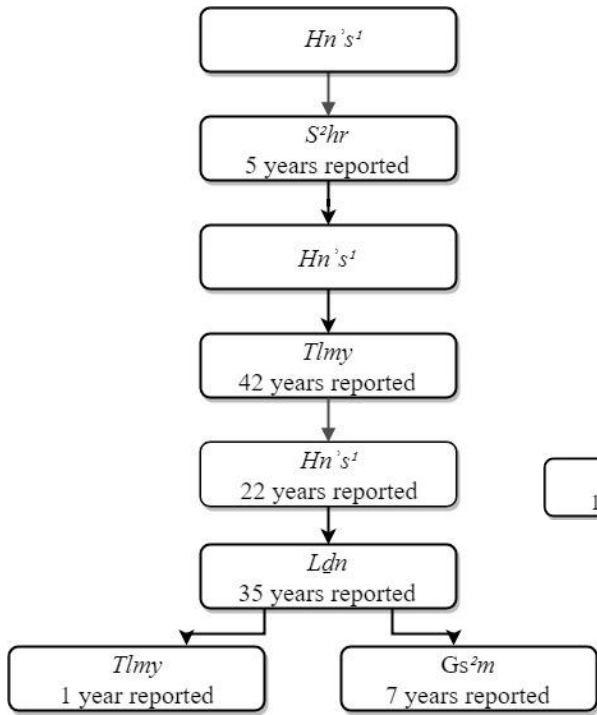 Hnʾs¹
S²hr
5 years reported
Hnʾs¹
Tlmy
42 years reported
Hnʾs¹
22 years reported
1
Lḏn
35 years reported
Tlmy
1 year reported
Gs²m
7 years reported